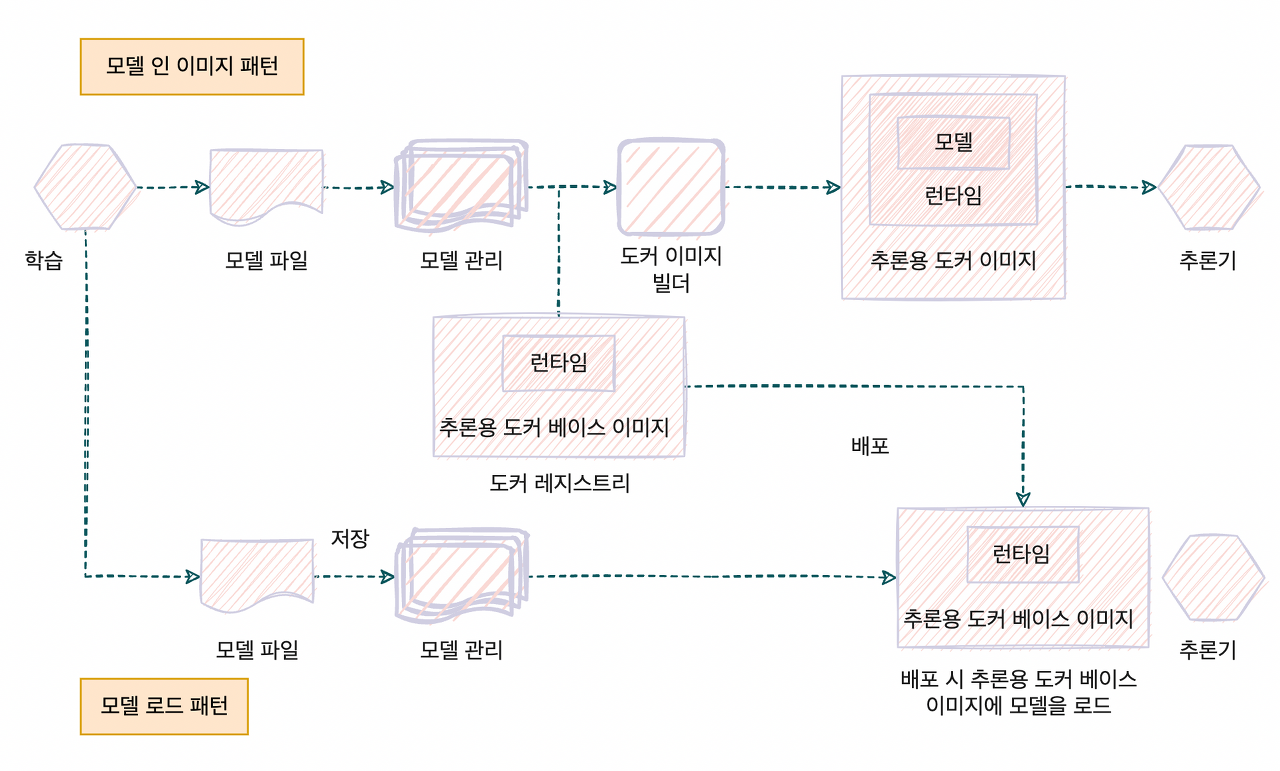 모델 인 이미지 패턴
모델
런타임
학습
모델 파일
모델 관리
도커 이미지
빌더
추론용 도커 이미지
추론기
런타임
추론용 도커 베이스 이미지
도커 레지스트리
배포
저장
런타임
추론용 도커 베이스 이미지
모델 파일
모델 관리
추론기
배포 시 추론용 도커 베이스
이미지에 모델을 로드
모델 로드 패턴